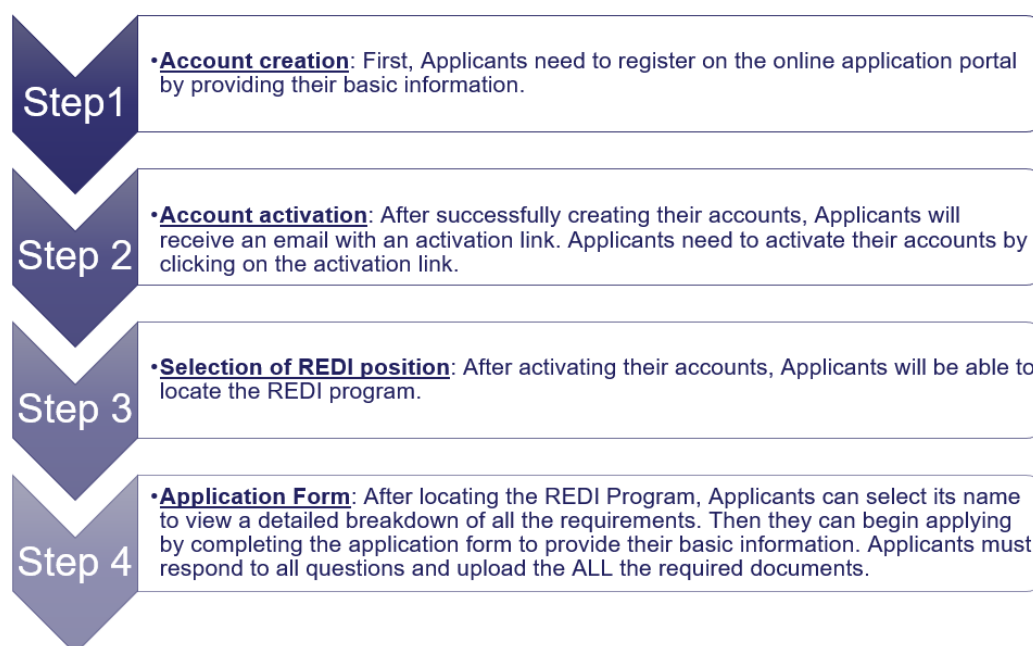 Step1
•Account creation: First, Applicants need to register on the online application portal
by providing their basic information.
Step 2
•Account activation: After successfully creating their accounts, Applicants will
receive an email with an activation link. Applicants need to activate their accounts by
clicking on the activation link.
Step 3
•Selection of REDI position: After activating their accounts, Applicants will be able to
locate the REDI program.
Step 4
•Application Form: After locating the REDI Program, Applicants can select its name
to view a detailed breakdown of all the requirements. Then they can begin applying
by completing the application form to provide their basic information. Applicants must
respond to all questions and upload the ALL the required documents.